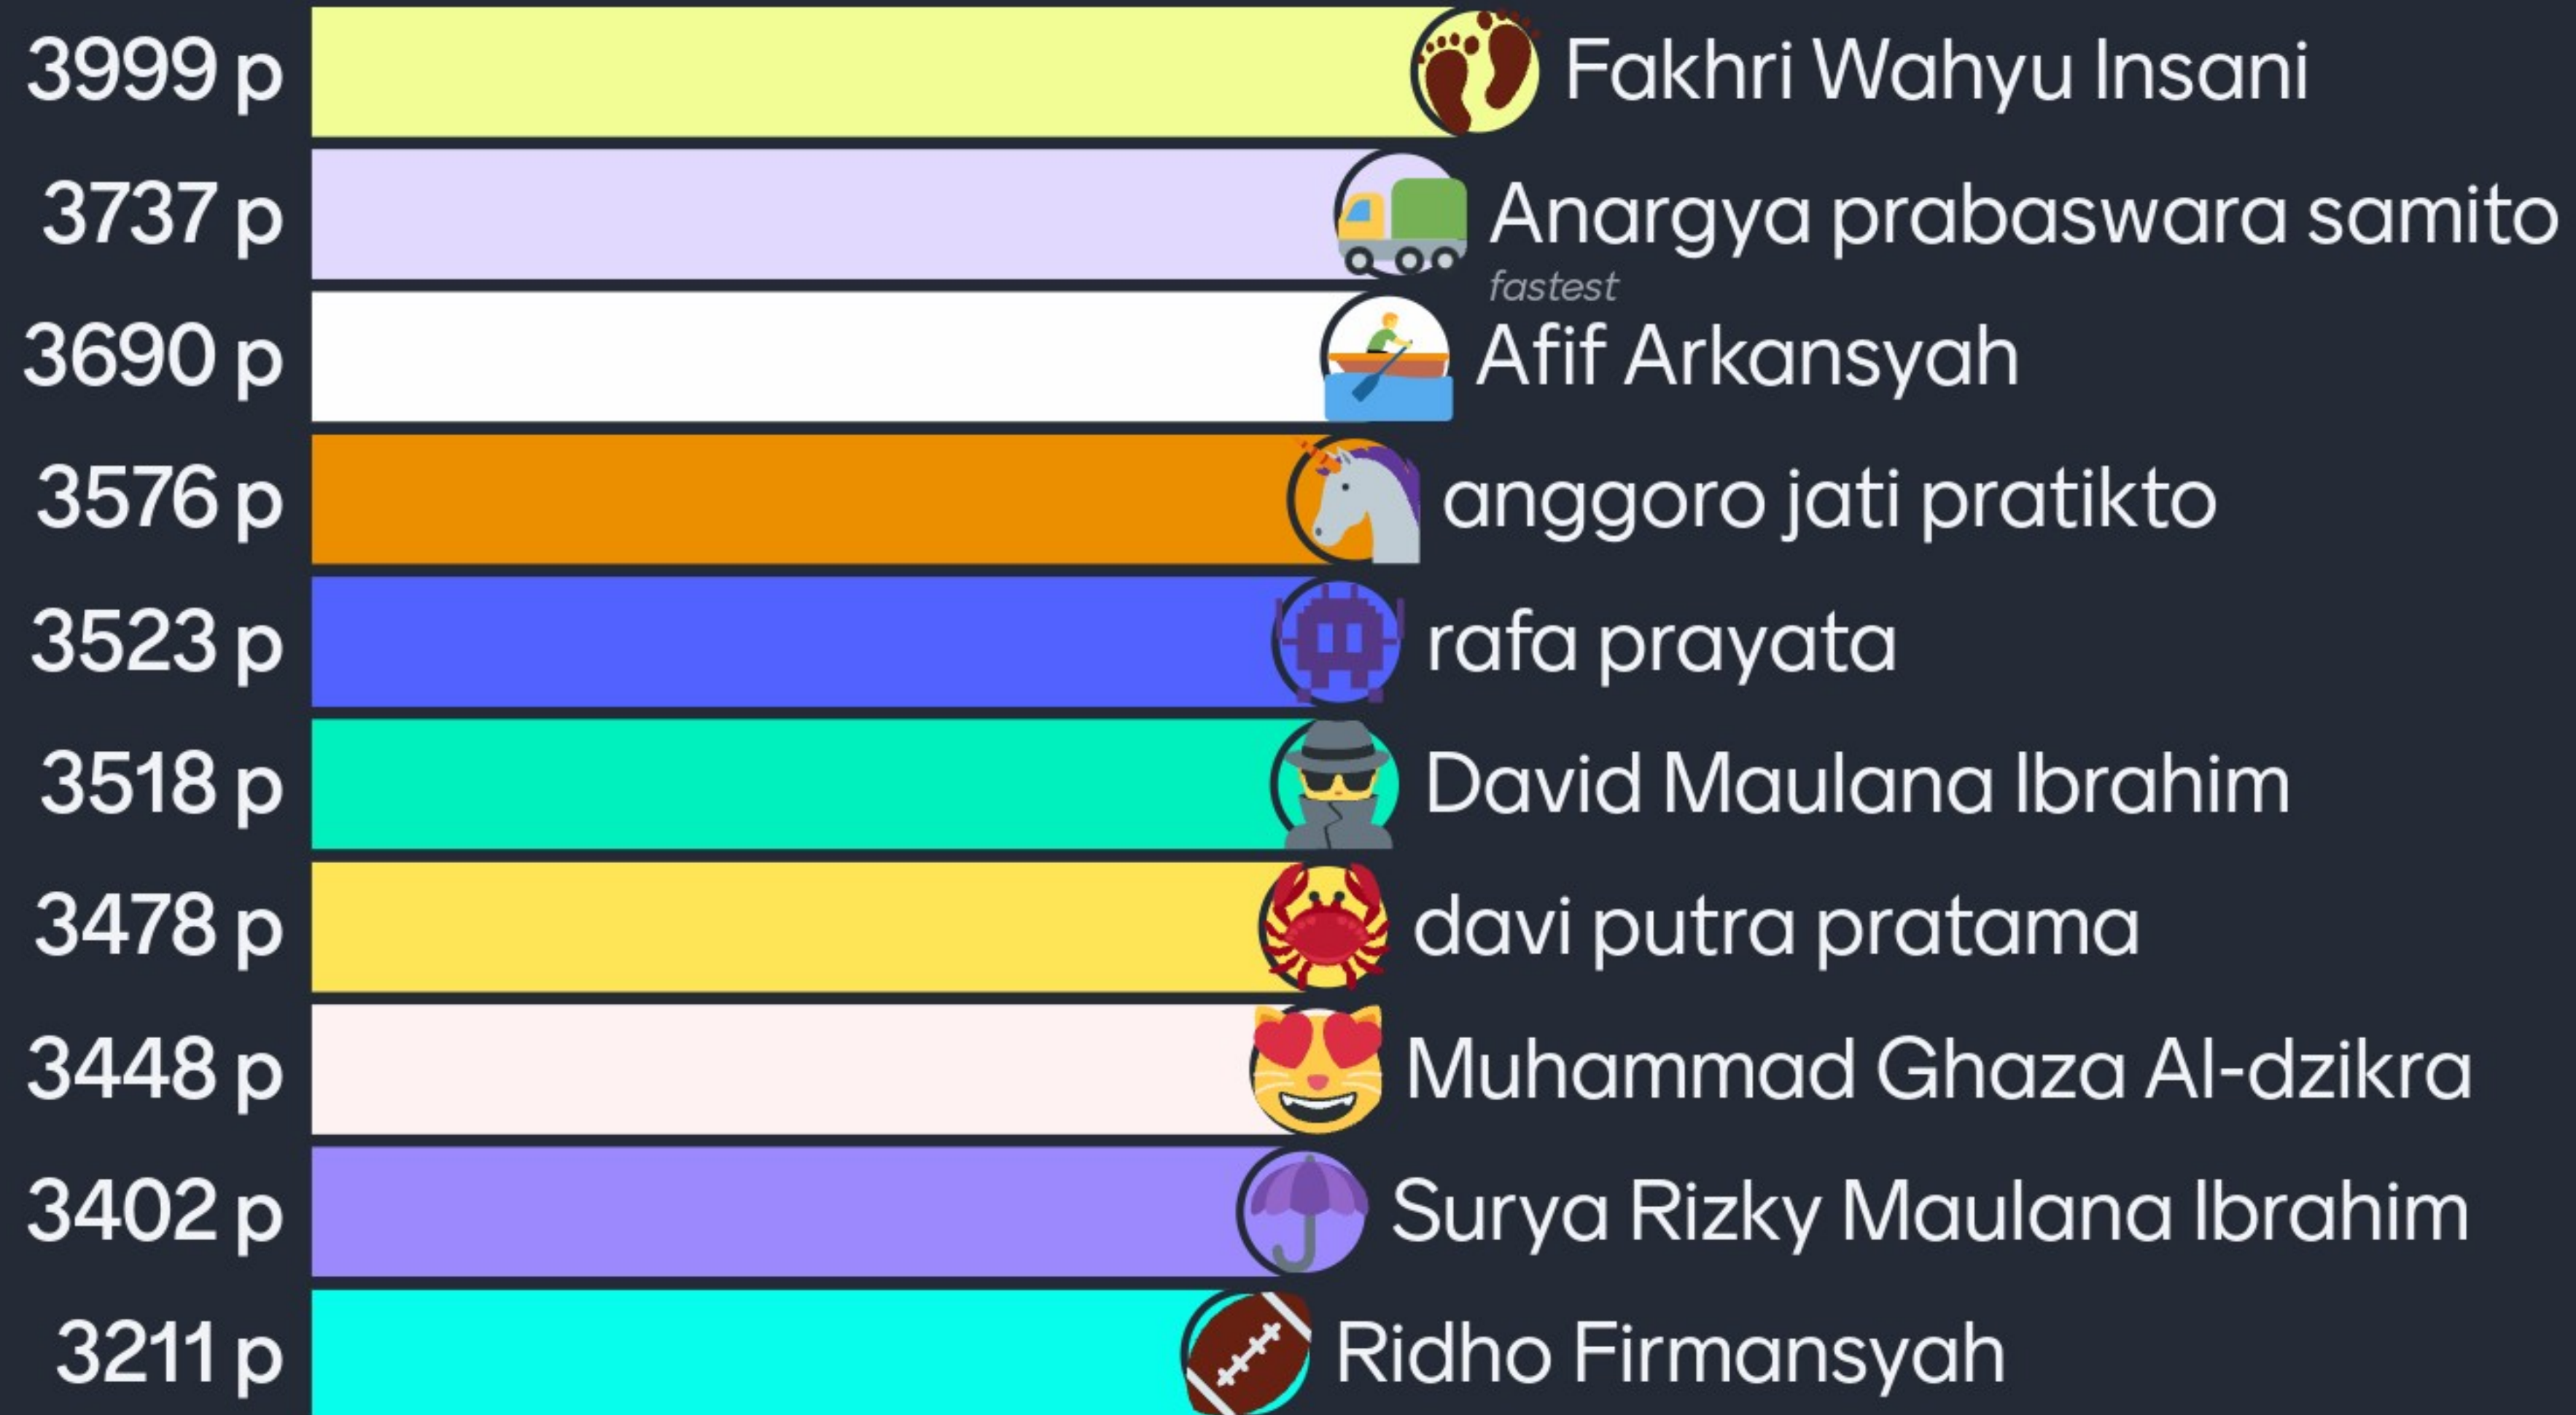 3999 p Fakhri Wahyu Insani
3737 p Anargya prabaswara samito
fastest
3690 p Afif Arkansyah
3576 p anggoro jati pratikto
3523 p rafa prayata
3518 p David Maulana Ibrahim
3478 p davi putra pratama
3448 p Muhammad Ghaza Al-dzikra
3402 p Surya Rizky Maulana Ibrahim
3211 p Ridho Firmansyah